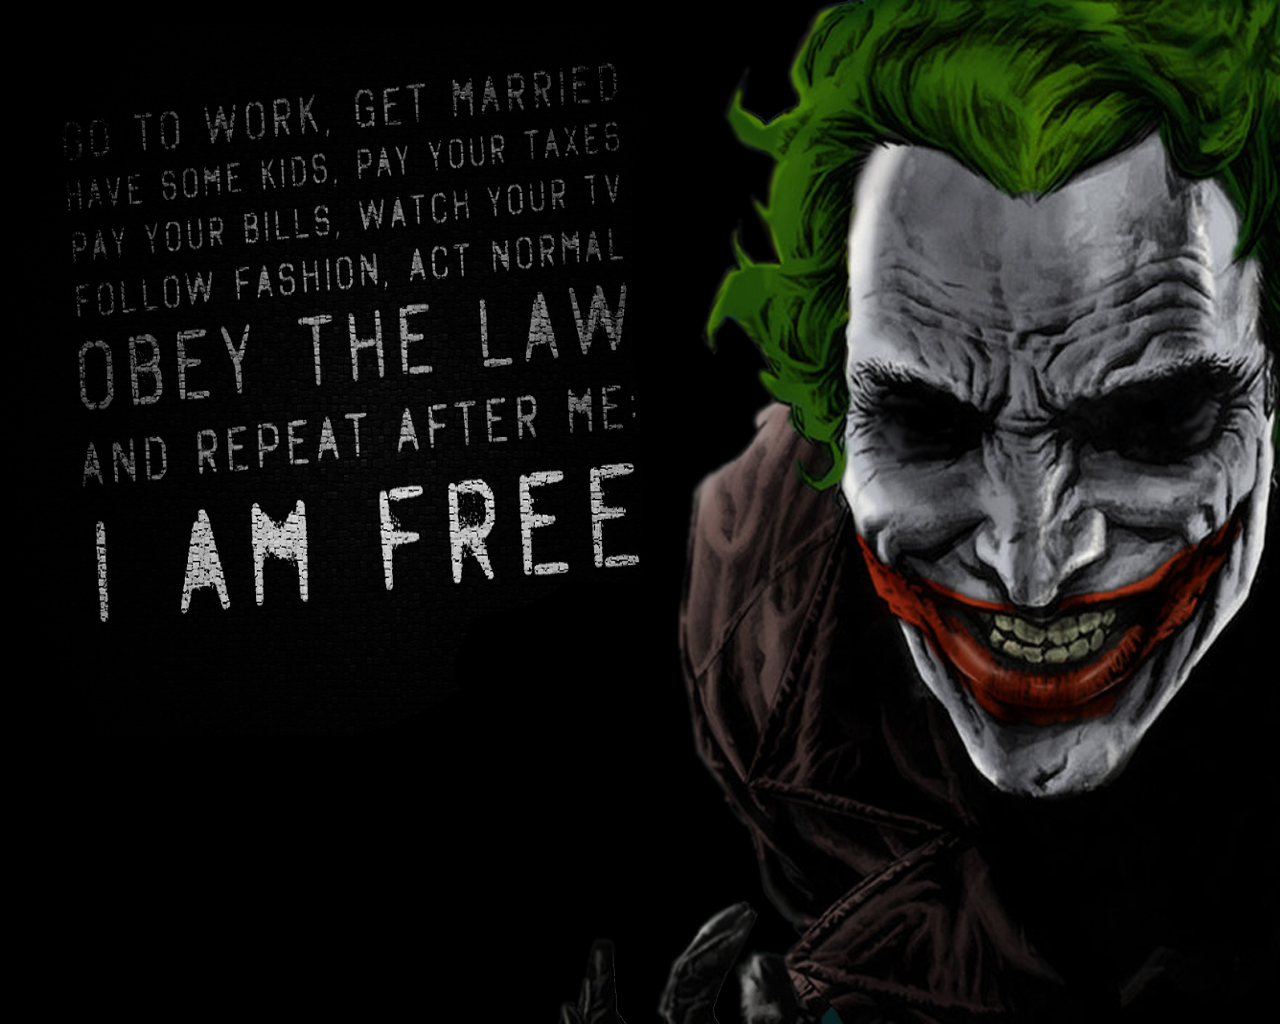 GO TO WORK, GET MARRIED
HAVE SOME KIDS, PAY YOUR TAXES
PAY YOUR BILLS, WATCH YOUR TV
FOLLOW FASHION, ACT NORMAL
OBEY THE LAW
AND REPEAT AFTER ME:
I AM FREE